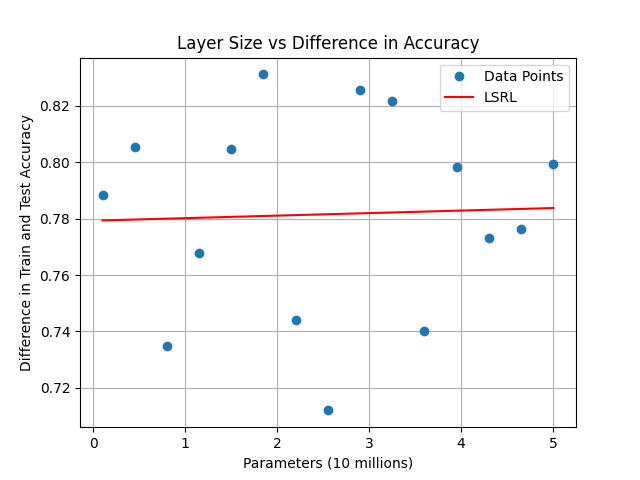 Layer Size vs Difference in Accuracy
Data Points
LSRL
0.82
0.80
0.78
0.76
0.74
0.72
Difference in Train and Test Accuracy
0
1
2
3
4
5
Parameters (10 millions)